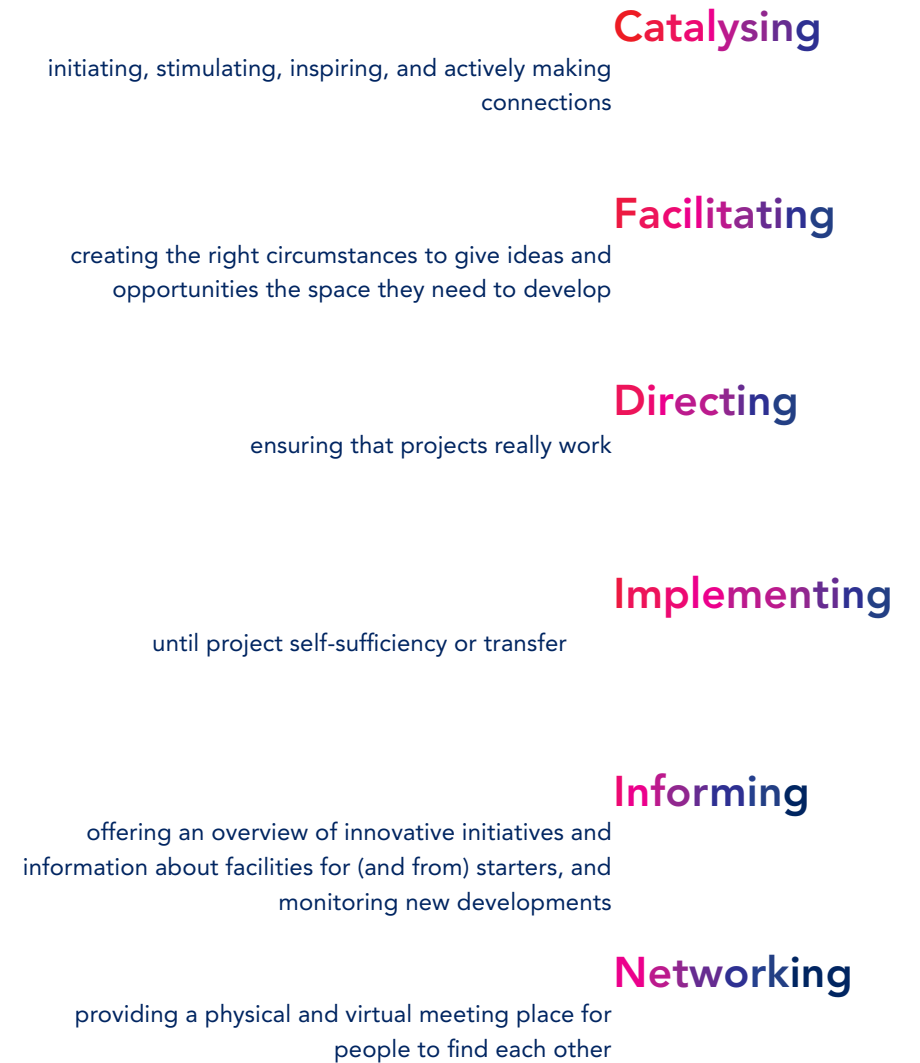 Catalysing
initiating, stimulating, inspiring, and actively making
connections
Facilitating
creating the right circumstances to give ideas and
opportunities the space they need to develop
Directing
ensuring that projects really work
Implementing
until project self-sufficiency or transfer
Informing
offering an overview of innovative initiatives and
information about facilities for (and from) starters, and
monitoring new developments
Networking
providing a physical and virtual meeting place for
people to find each other